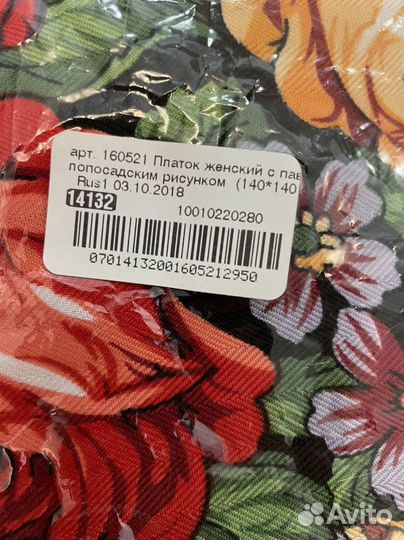 арт. 160521 Платок женский с пав
лопосадским рисунком (140*140
Rus1 03.10.2018
14132 10010220280
07014132001605212950
Avito